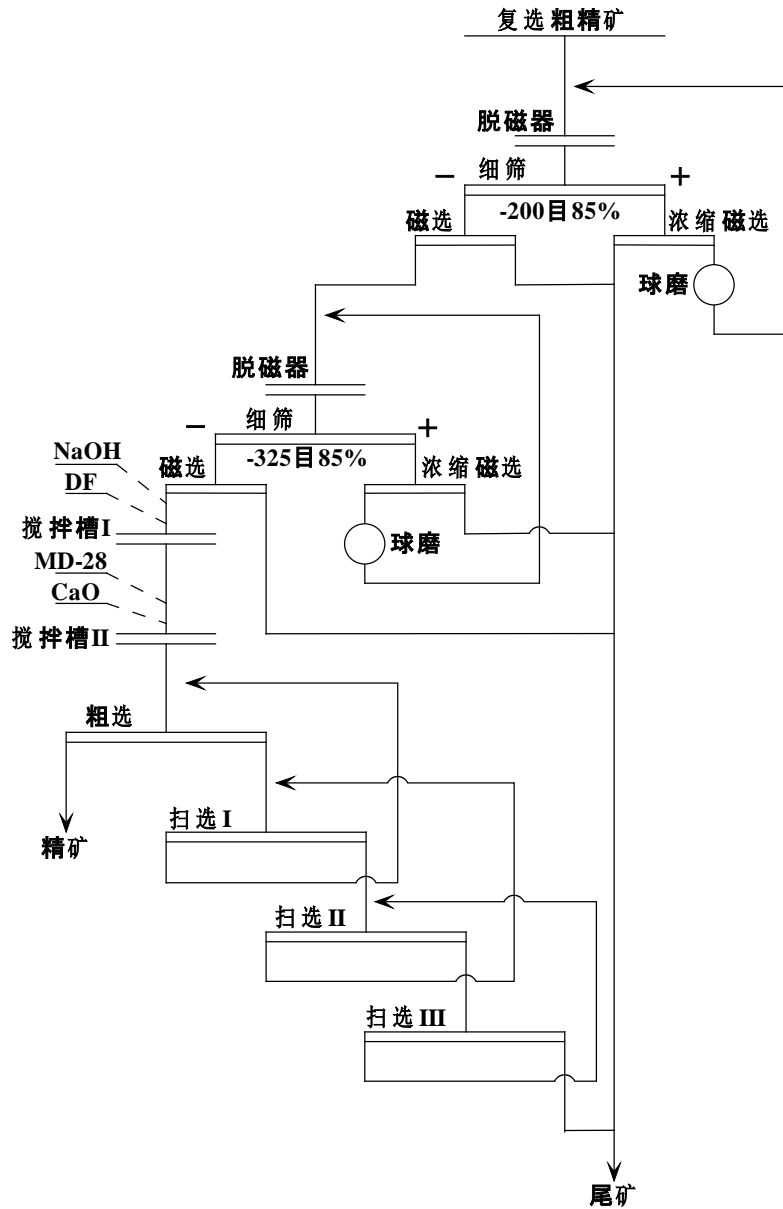 复选粗精矿
脱磁器
− 细筛 +
-200目85%
磁选
浓缩磁选
球磨
脱磁器
− 细筛 +
-325目85%
磁选
浓缩磁选
NaOH
DF
搅拌槽I
球磨
MD-28
CaO
搅拌槽II
粗选
精矿
扫选I
扫选II
扫选III
尾矿